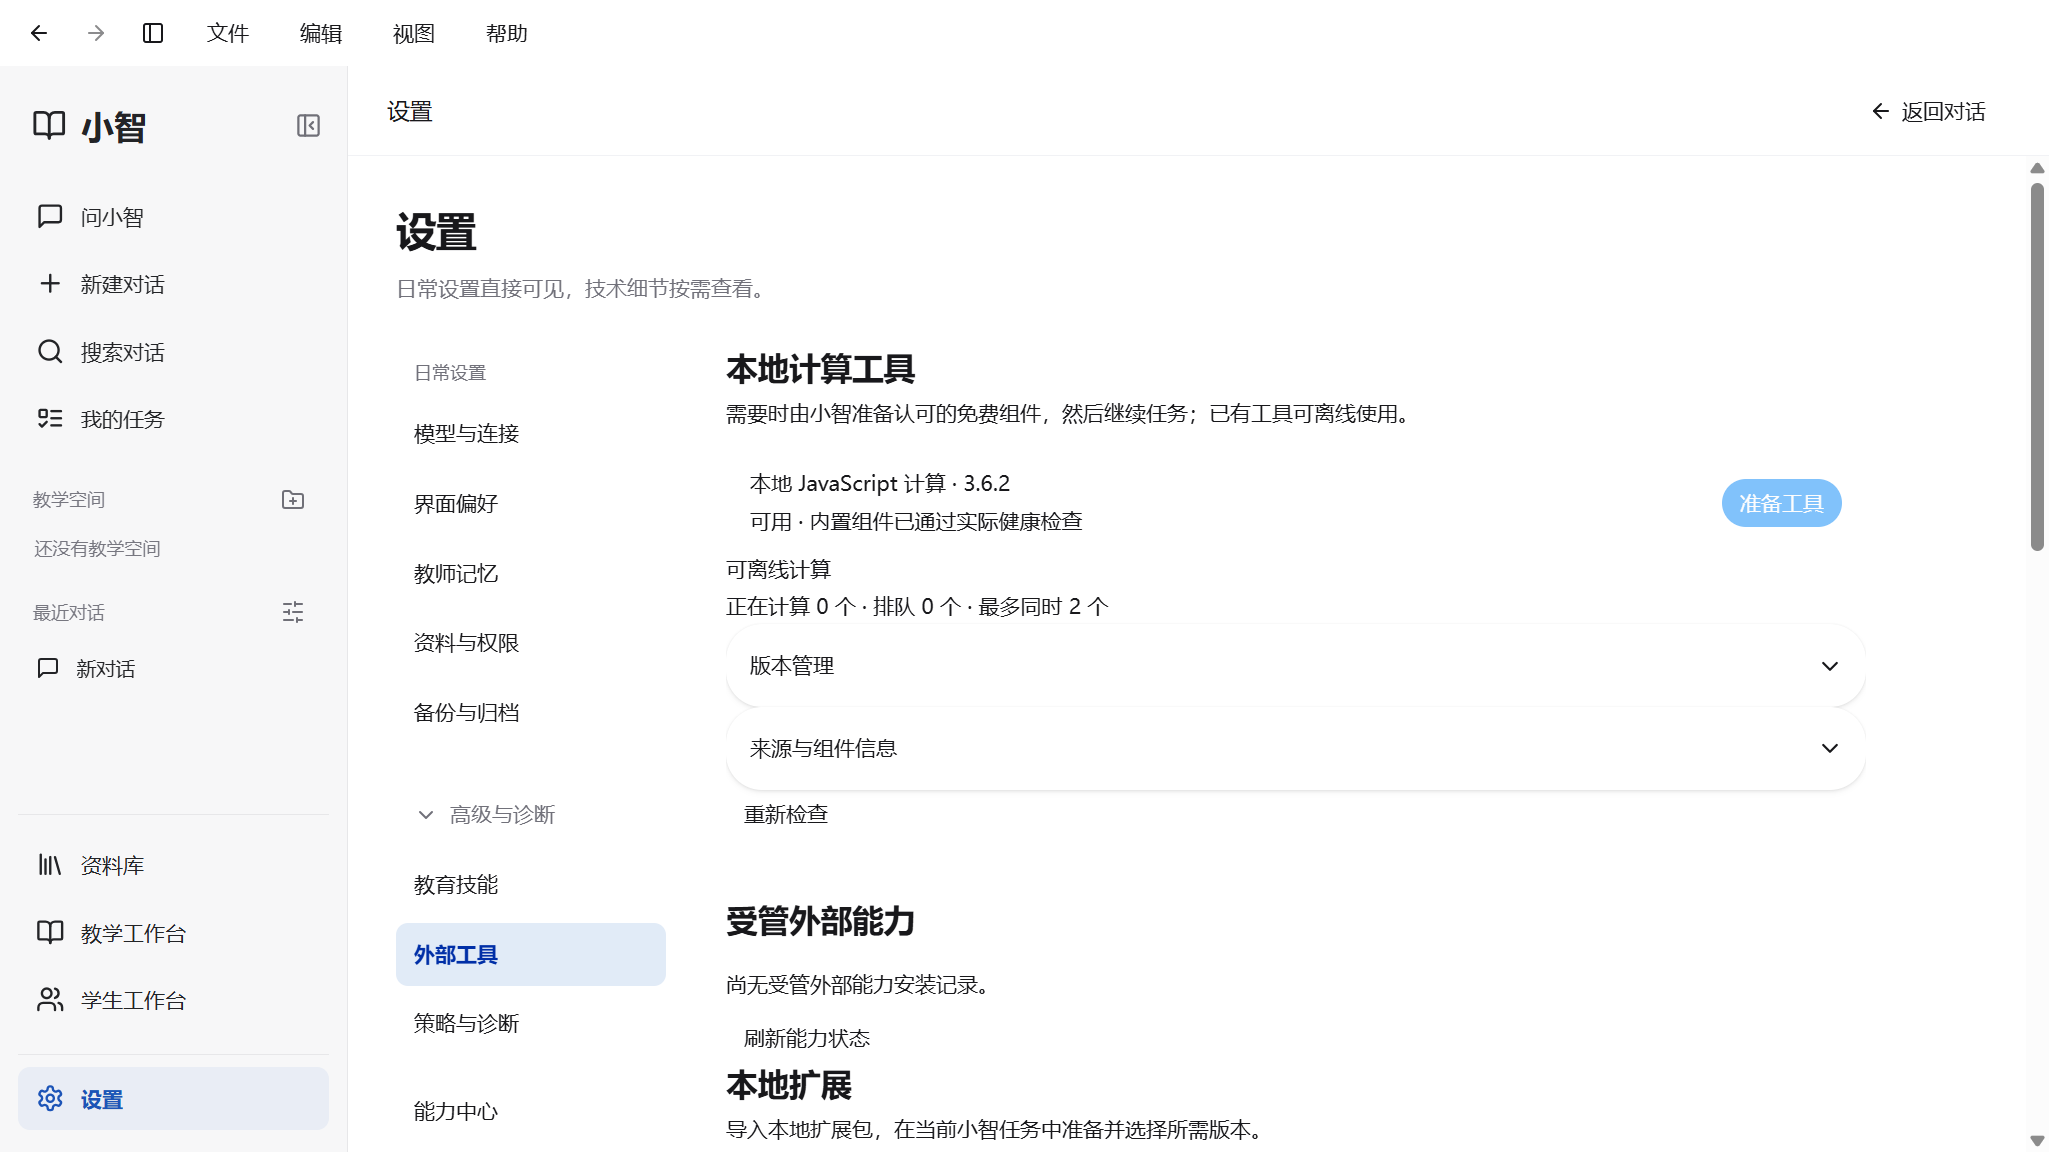 文件 编辑 视图 帮助
小智
问小智
新建对话
搜索对话
我的任务
教学空间
还没有教学空间
最近对话
新对话
资料库
教学工作台
学生工作台
设置
设置
返回对话
设置
日常设置直接可见，技术细节按需查看。
日常设置
模型与连接
界面偏好
教师记忆
资料与权限
备份与归档
高级与诊断
教育技能
外部工具
策略与诊断
能力中心
本地计算工具
需要时由小智准备认可的免费组件，然后继续任务；已有工具可离线使用。
本地 JavaScript 计算 · 3.6.2
可用 · 内置组件已通过实际健康检查
准备工具
可离线计算
正在计算 0 个 · 排队 0 个 · 最多同时 2 个
版本管理
来源与组件信息
重新检查
受管外部能力
尚无受管外部能力安装记录。
刷新能力状态
本地扩展
导入本地扩展包，在当前小智任务中准备并选择所需版本。